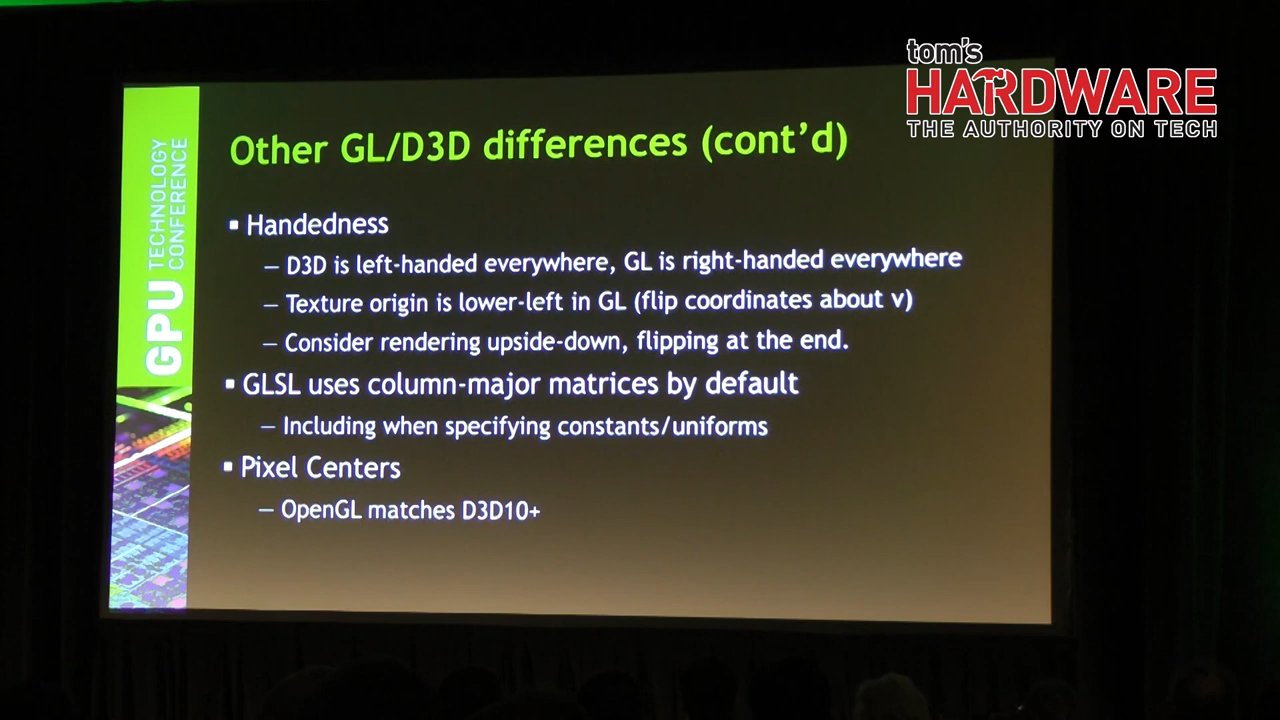 tom's
HARDWARE
THE AUTHORITY ON TECH
GPU TECHNOLOGY
CONFERENCE
Other GL/D3D differences (cont'd)
▪ Handedness
– D3D is left-handed everywhere, GL is right-handed everywhere
– Texture origin is lower-left in GL (flip coordinates about v)
– Consider rendering upside-down, flipping at the end.
▪ GLSL uses column-major matrices by default
– Including when specifying constants/uniforms
▪ Pixel Centers
– OpenGL matches D3D10+